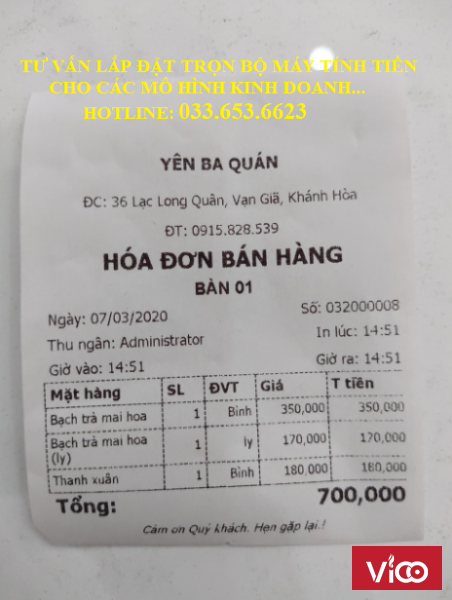 TƯ VẤN LẮP ĐẶT TRỌN BỘ MÁY TÍNH TIỀN
CHO CÁC MÔ HÌNH KINH DOANH...
HOTLINE: 033.653.6623
YÊN BA QUÁN
ĐC: 36 Lạc Long Quân, Vạn Giã, Khánh Hòa
ĐT: 0915.828.539
HÓA ĐƠN BÁN HÀNG
BÀN 01
Số: 032000008
Ngày: 07/03/2020
In lúc: 14:51
Thu ngân: Administrator
Giờ ra: 14:51
Giờ vào: 14:51
Mặt hàng SL ĐVT Giá T tiền
Bạch trà mai hoa 1 Bình 350,000 350,000
Bạch trà mai hoa (ly) 1 ly 170,000 170,000
Thanh xuân 1 Bình 180,000 180,000
Tổng: 700,000
Cảm ơn Quý khách. Hẹn gặp lại.!
Vico